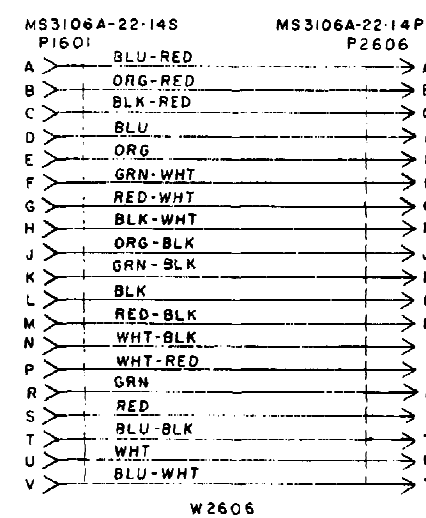 MS3106A-22-14S MS3106A-22-14P
P1601 P2606
A BLU-RED
B ORG-RED
C BLK-RED
D BLU
E ORG
F GRN-WHT
G RED-WHT
H BLK-WHT
J ORG-BLK J
K GRN-BLK
L BLK
M RED-BLK
N WHT-BLK
P WHT-RED
R GRN
S RED
T BLU-BLK
U WHT
V BLU-WHT
W2606